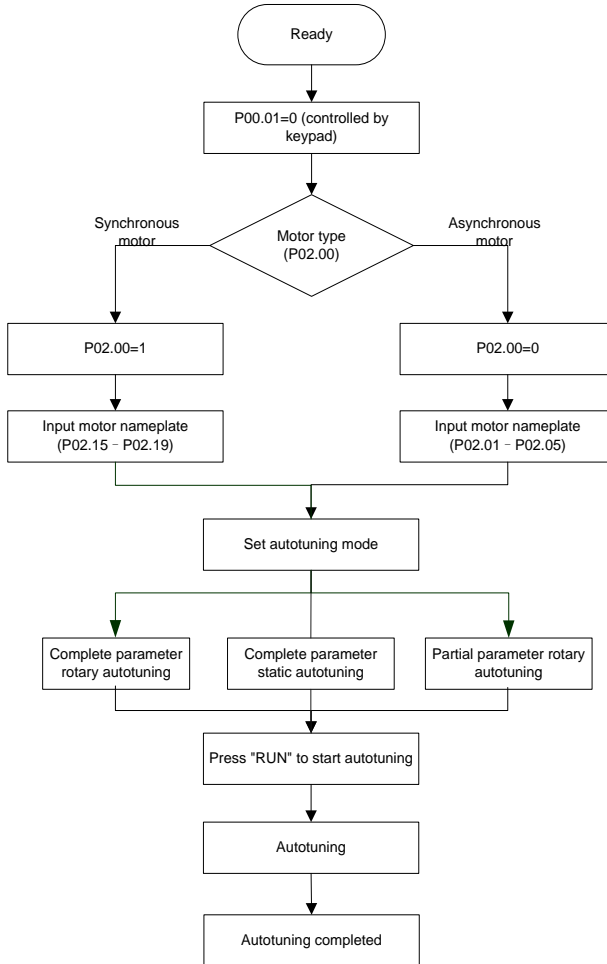 Ready
P00.01=0 (controlled by
keypad)
Synchronous
motor
Motor type
(P02.00)
Asynchronous
motor
P02.00=1
P02.00=0
Input motor nameplate
(P02.15﹣P02.19)
Input motor nameplate
(P02.01﹣P02.05)
Set autotuning mode
Complete parameter
rotary autotuning
Complete parameter
static autotuning
Partial parameter rotary
autotuning
Press "RUN" to start autotuning
Autotuning
Autotuning completed